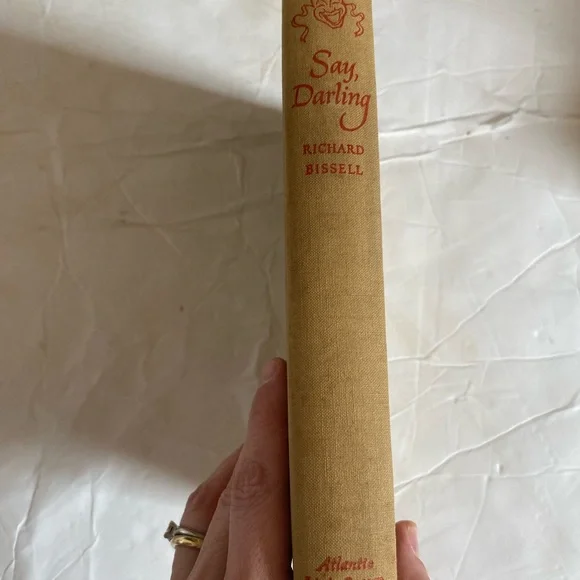 Say,
Darling
RICHARD
BISSELL
Atlantic